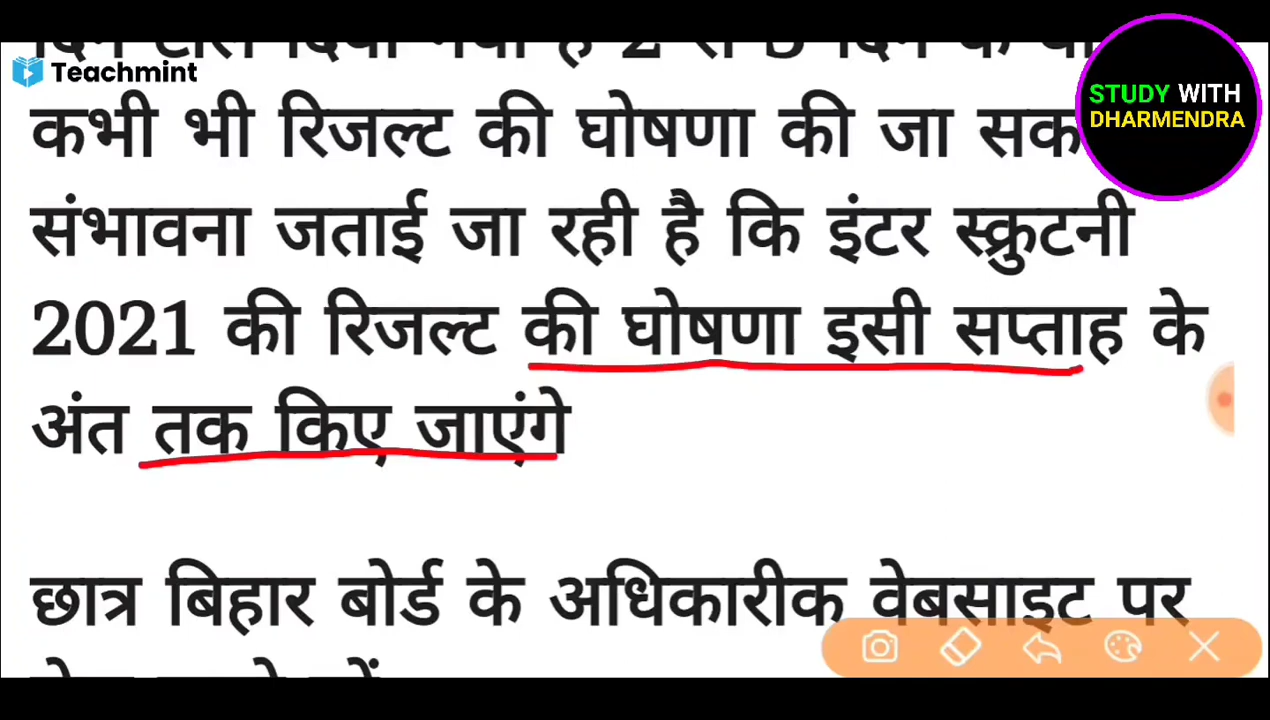 Teachmint
STUDY WITH
DHARMENDRA
कभी भी रिजल्ट की घोषणा की जा सक
संभावना जताई जा रही है कि इंटर स्क्रुटनी
2021 की रिजल्ट की घोषणा इसी सप्ताह के
अंत तक किए जाएंगे
छात्र बिहार बोर्ड के अधिकारीक वेबसाइट पर